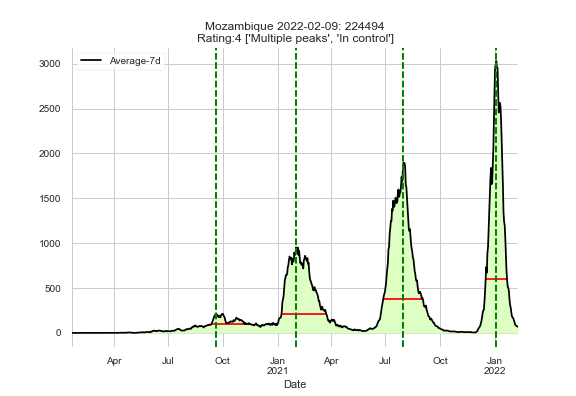 Mozambique 2022-02-09: 224494
Rating:4 ['Multiple peaks', 'In control']
Average-7d
3000
2500
2000
1500
1000
500
0
Apr Jul Oct Jan Apr Jul Oct Jan
2021 2022
Date